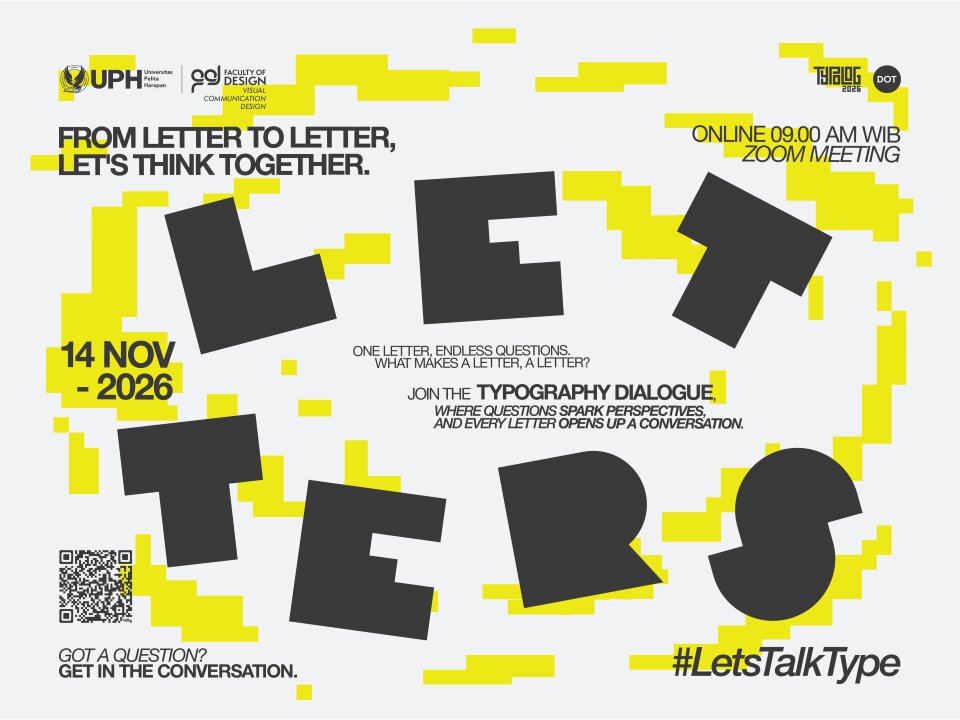 UPH
Universitas
Pelita
Harapan
FACULTY OF
DESIGN
VISUAL
COMMUNICATION
DESIGN
TYPALOG
2026
DOT
FROM LETTER TO LETTER,
LET'S THINK TOGETHER.
ONLINE 09.00 AM WIB
ZOOM MEETING
LET
14 NOV
- 2026
ONE LETTER, ENDLESS QUESTIONS.
WHAT MAKES A LETTER, A LETTER?
JOIN THE TYPOGRAPHY DIALOGUE,
WHERE QUESTIONS SPARK PERSPECTIVES,
AND EVERY LETTER OPENS UP A CONVERSATION.
TERS
GOT A QUESTION?
GET IN THE CONVERSATION.
#LetsTalkType